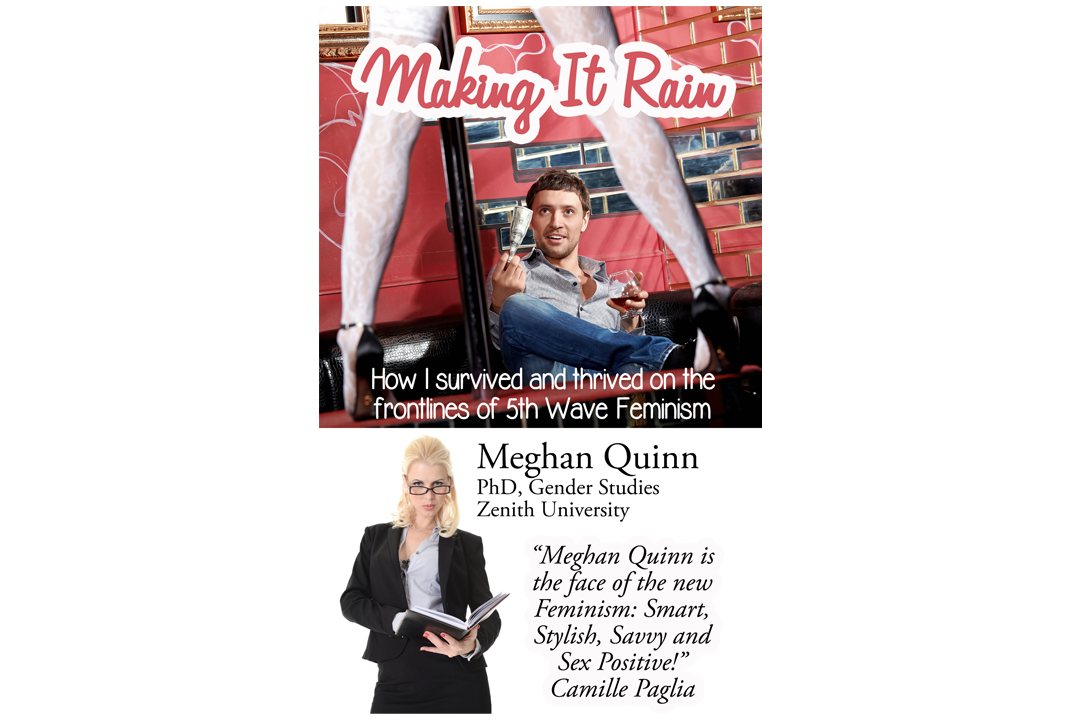 Making It Rain
How I survived and thrived on the
frontlines of 5th Wave Feminism
Meghan Quinn
PhD, Gender Studies
Zenith University
“Meghan Quinn is
the face of the new
Feminism: Smart,
Stylish, Savvy and
Sex Positive!”
Camille Paglia